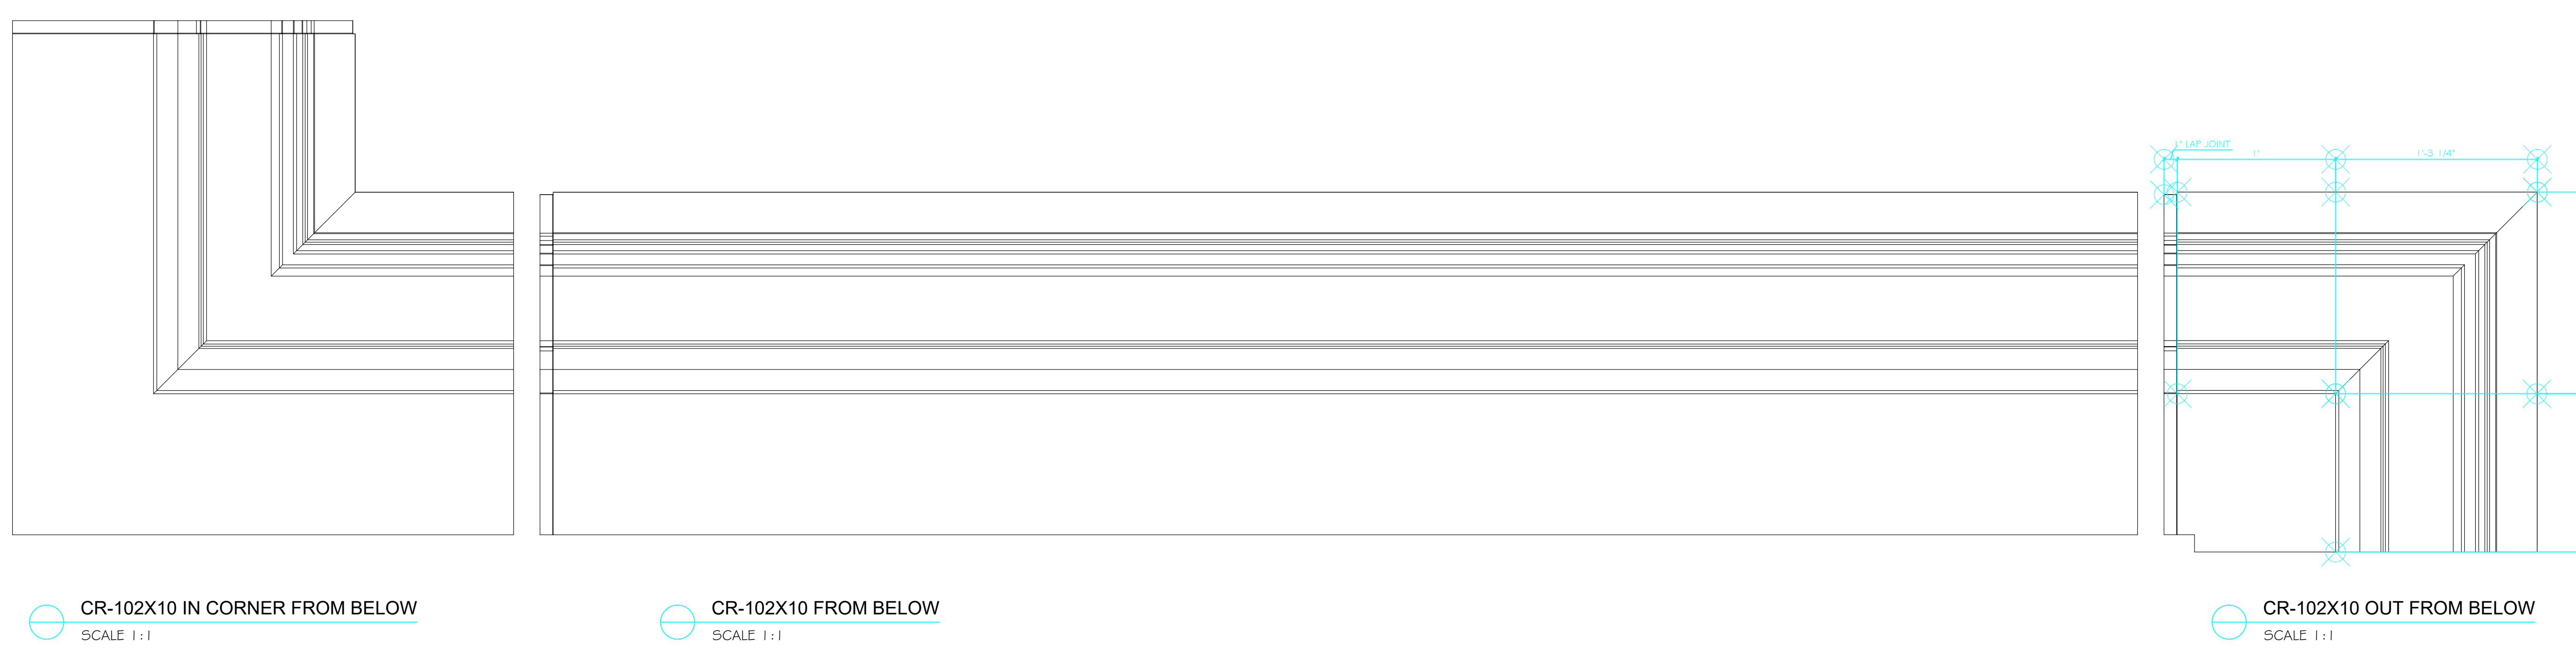 1" LAP JOINT
1'
1'-3 1/4"
CR-102X10 IN CORNER FROM BELOW
SCALE 1:1
CR-102X10 FROM BELOW
SCALE 1:1
CR-102X10 OUT FROM BELOW
SCALE 1:1